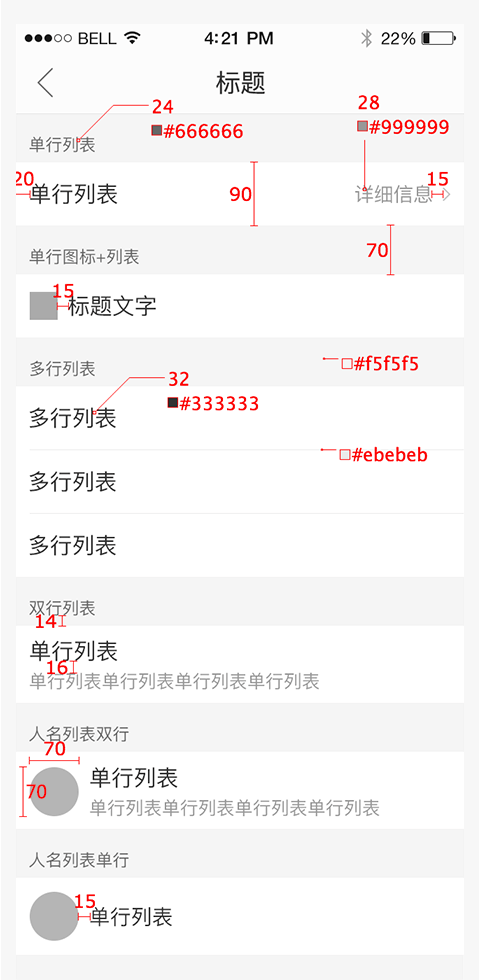 BELL 4:21 PM 22%
标题
24 28
#666666 #999999
单行列表
20 单行列表 90 详细信息 15
70
单行图标+列表
15
标题文字
多行列表 #f5f5f5
32
#333333
多行列表
#ebebeb
多行列表
多行列表
双行列表
14
单行列表
16
单行列表单行列表单行列表单行列表
人名列表双行
70
70 单行列表
单行列表单行列表单行列表单行列表
人名列表单行
15
单行列表